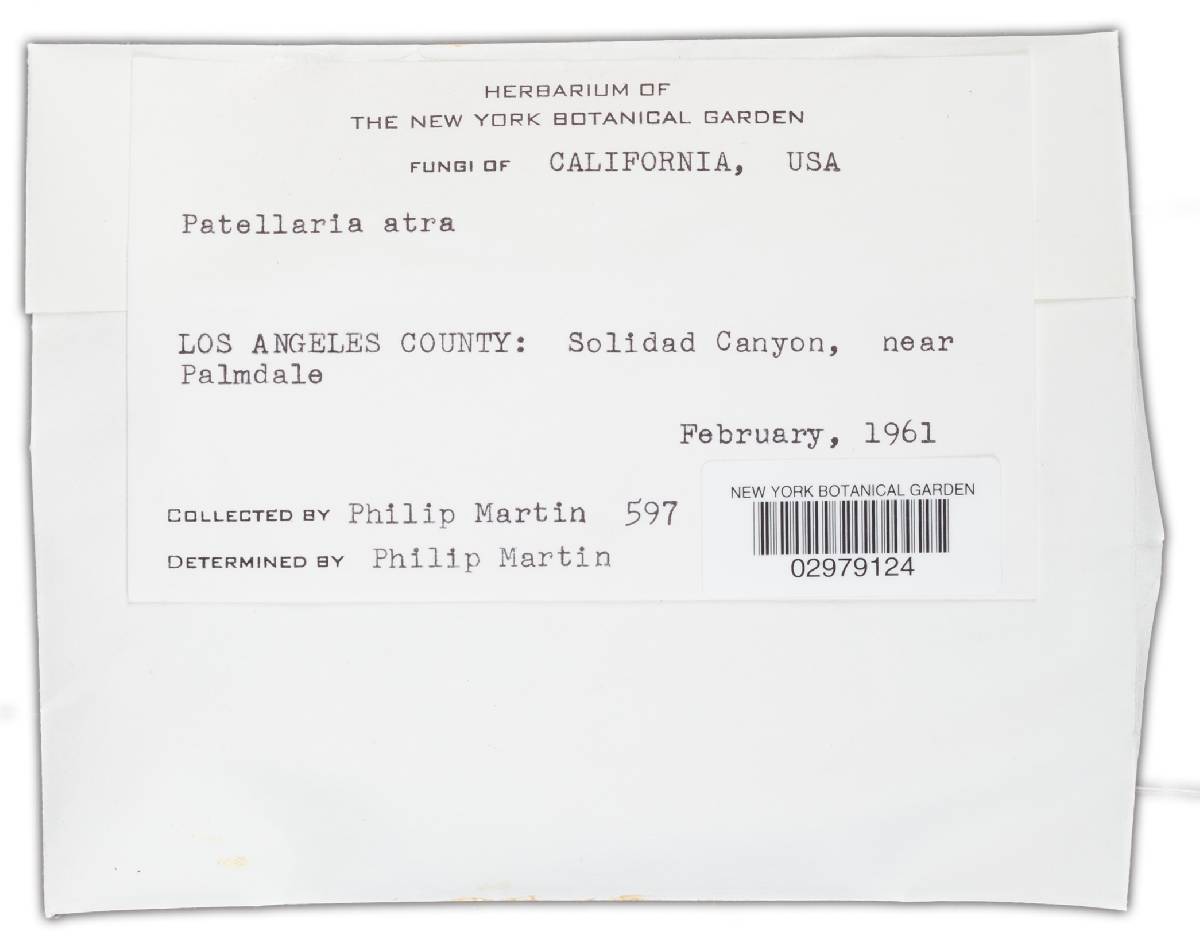 HERBARIUM OF
THE NEW YORK BOTANICAL GARDEN
FUNGI OF CALIFORNIA, USA
Patellaria atra
LOS ANGELES COUNTY: Solidad Canyon, near
Palmdale
February, 1961
COLLECTED BY Philip Martin 597
DETERMINED BY Philip Martin
NEW YORK BOTANICAL GARDEN
02979124